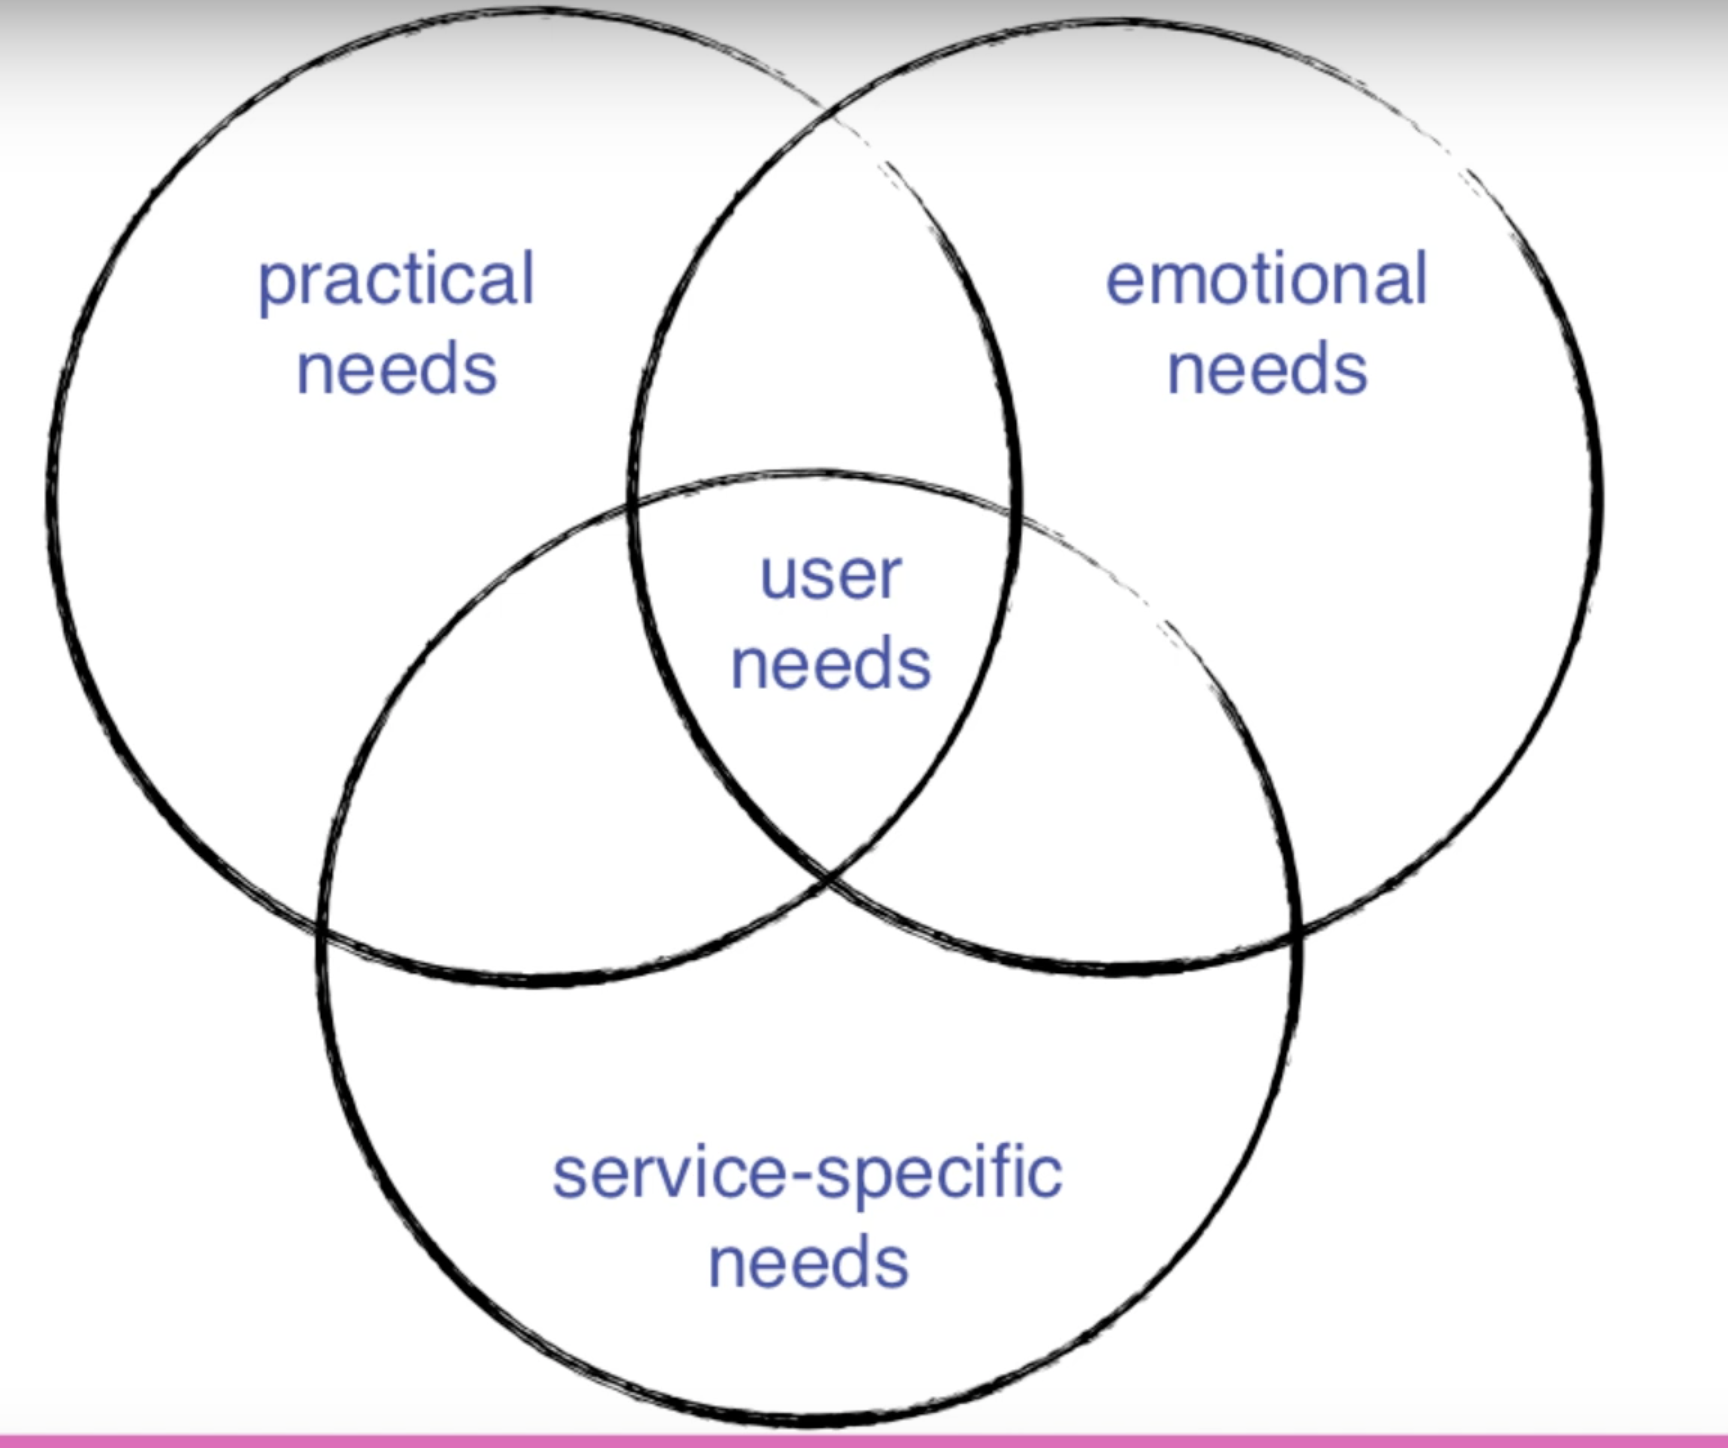 practical
needs
emotional
needs
user
needs
service-specific
needs